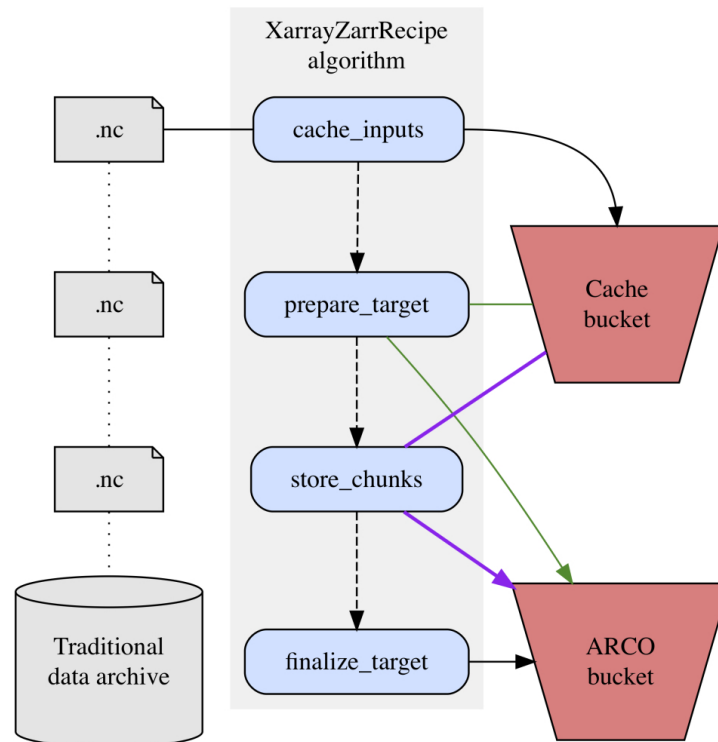 XarrayZarrRecipe
algorithm
.nc
cache_inputs
Cache
bucket
.nc
prepare_target
.nc
store_chunks
Traditional
data archive
finalize_target
ARCO
bucket